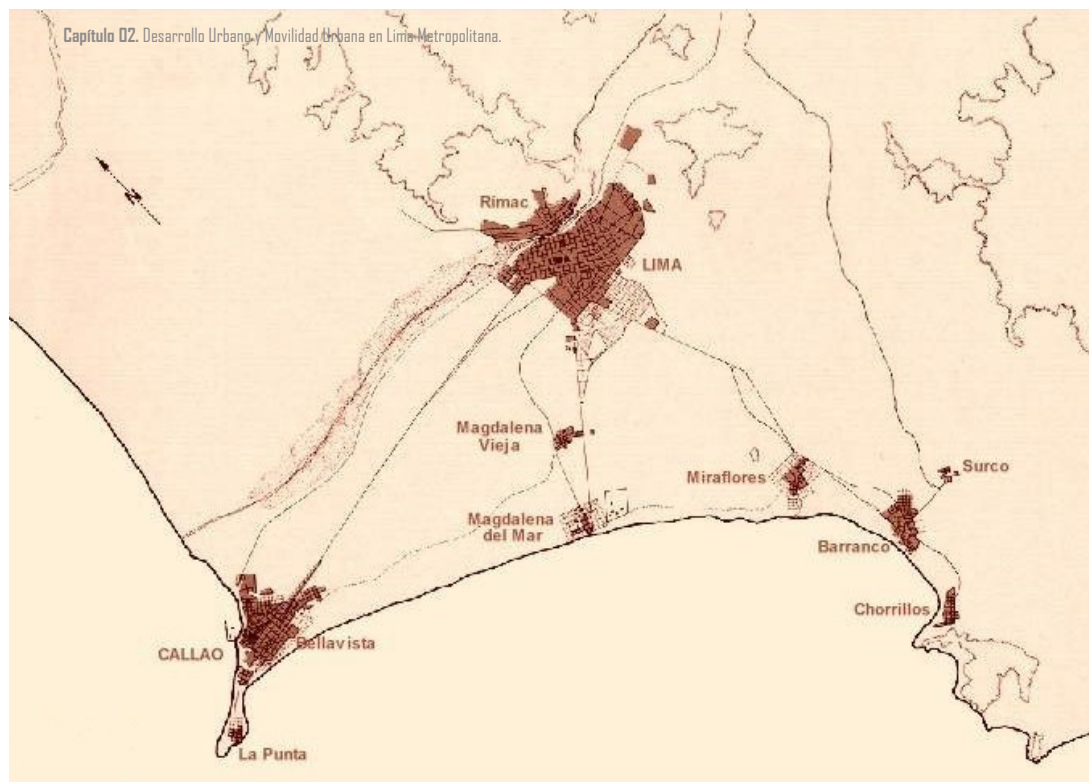 Capítulo 02. Desarrollo Urbano y Movilidad Urbana en Lima Metropolitana.
N
Rimac
LIMA
Magdalena
Vieja
Miraflores
Surco
Magdalena
del Mar
Barranco
Chorrillos
Bellavista
CALLAO
La Punta